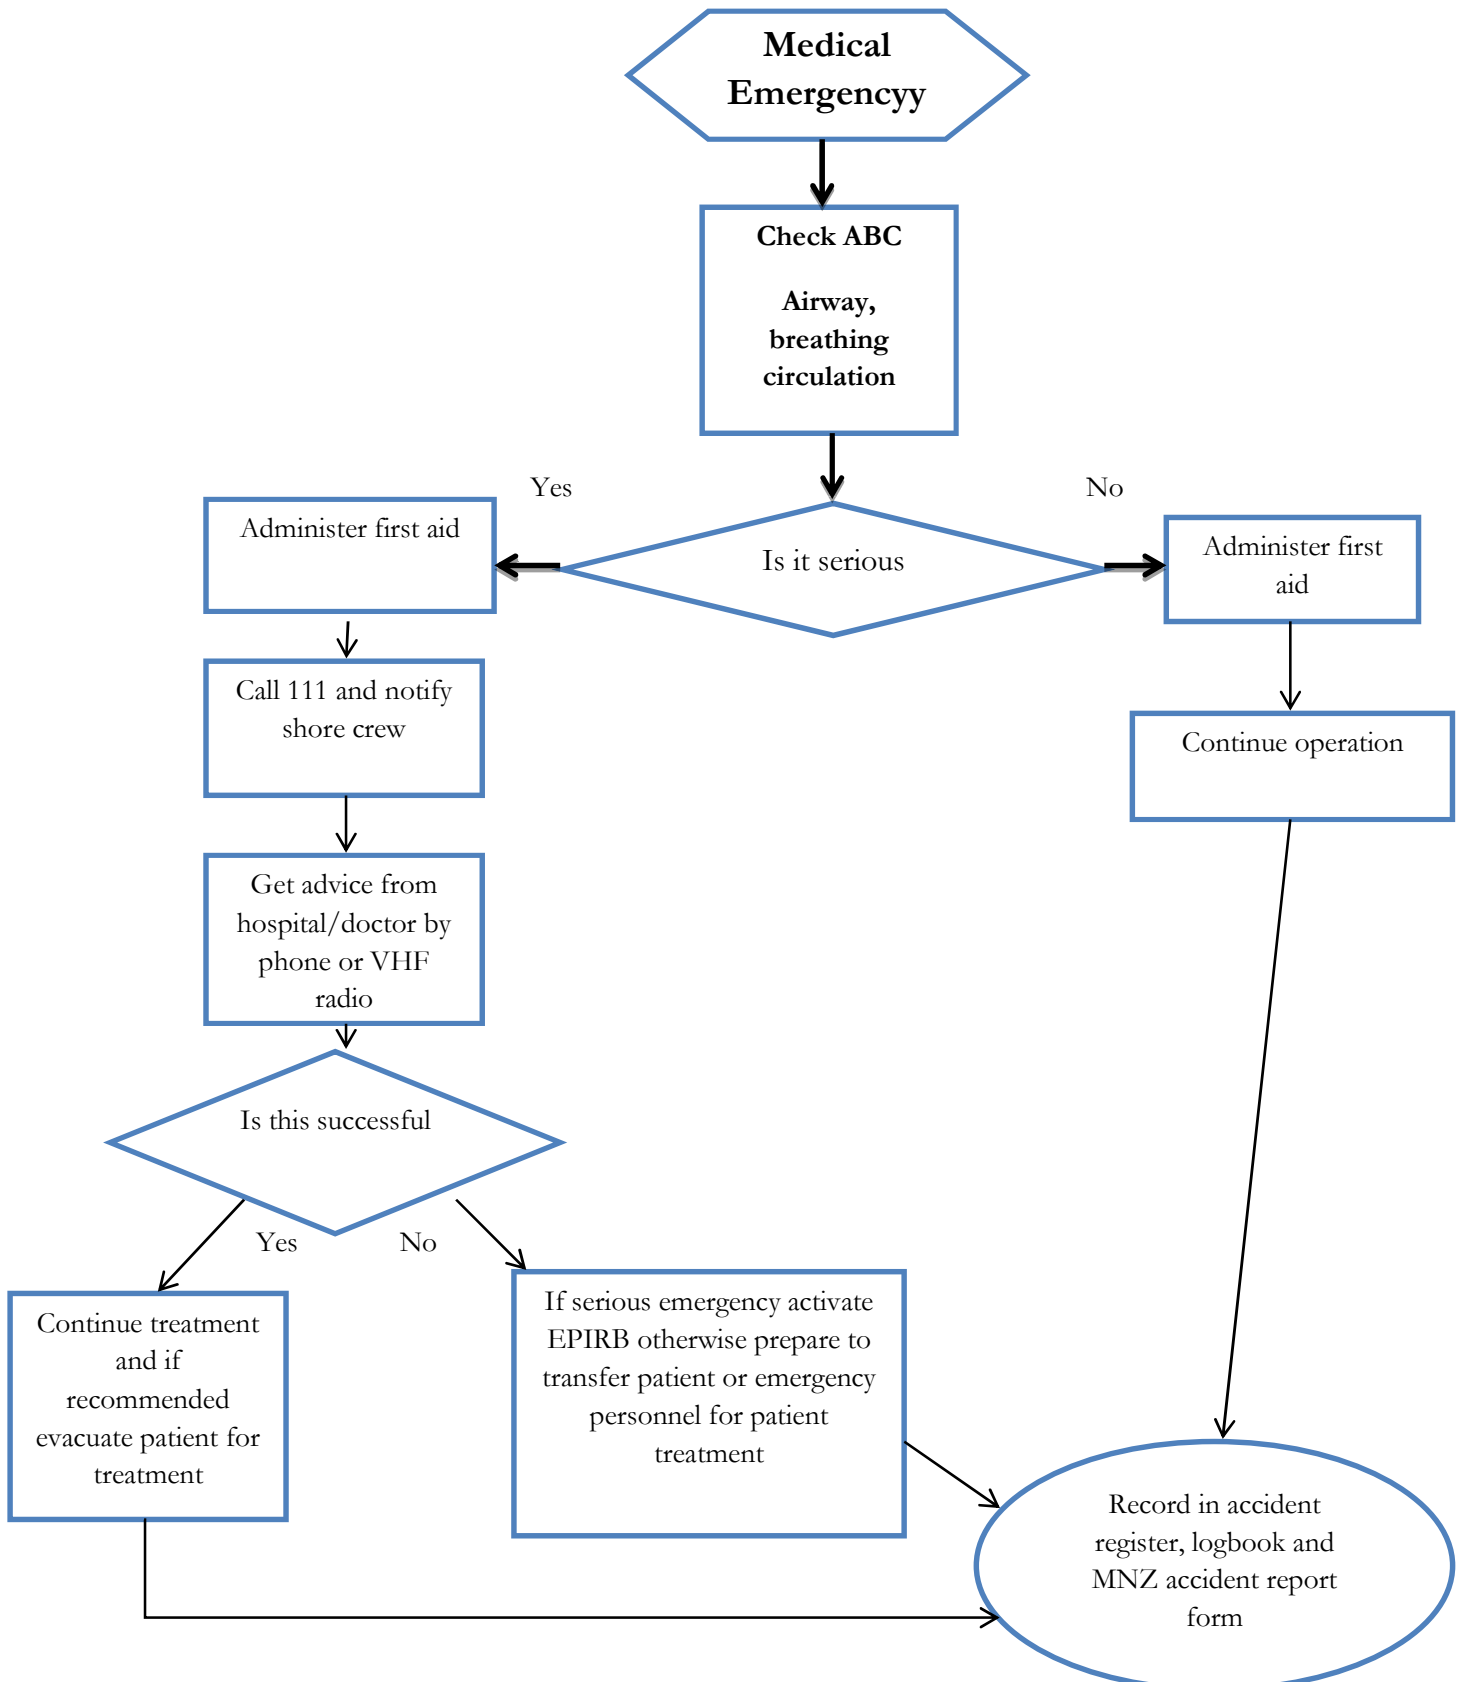 Medical
Emergencyy
Check ABC
Airway,
breathing
circulation
Yes
No
Is it serious
Administer first aid
Administer first
aid
Call 111 and notify
shore crew
Continue operation
Get advice from
hospital/doctor by
phone or VHF
radio
Is this successful
Yes
No
Continue treatment
and if
recommended
evacuate patient for
treatment
If serious emergency activate
EPIRB otherwise prepare to
transfer patient or emergency
personnel for patient
treatment
Record in accident
register, logbook and
MNZ accident report
form